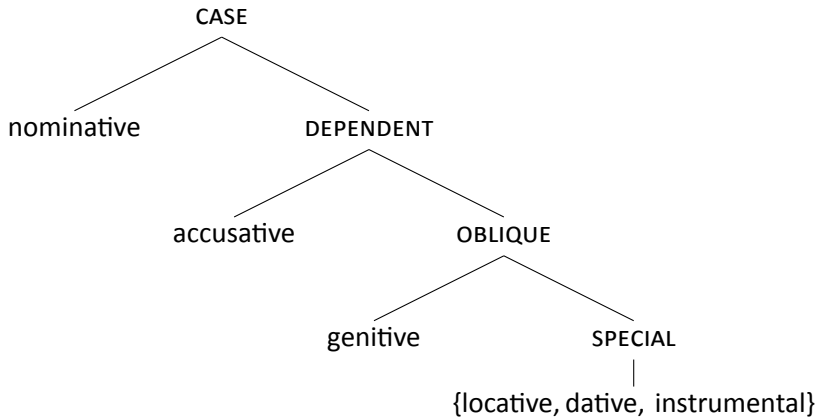 CASE
nominative DEPENDENT
accusative OBLIQUE
genitive SPECIAL
{locative, dative, instrumental}